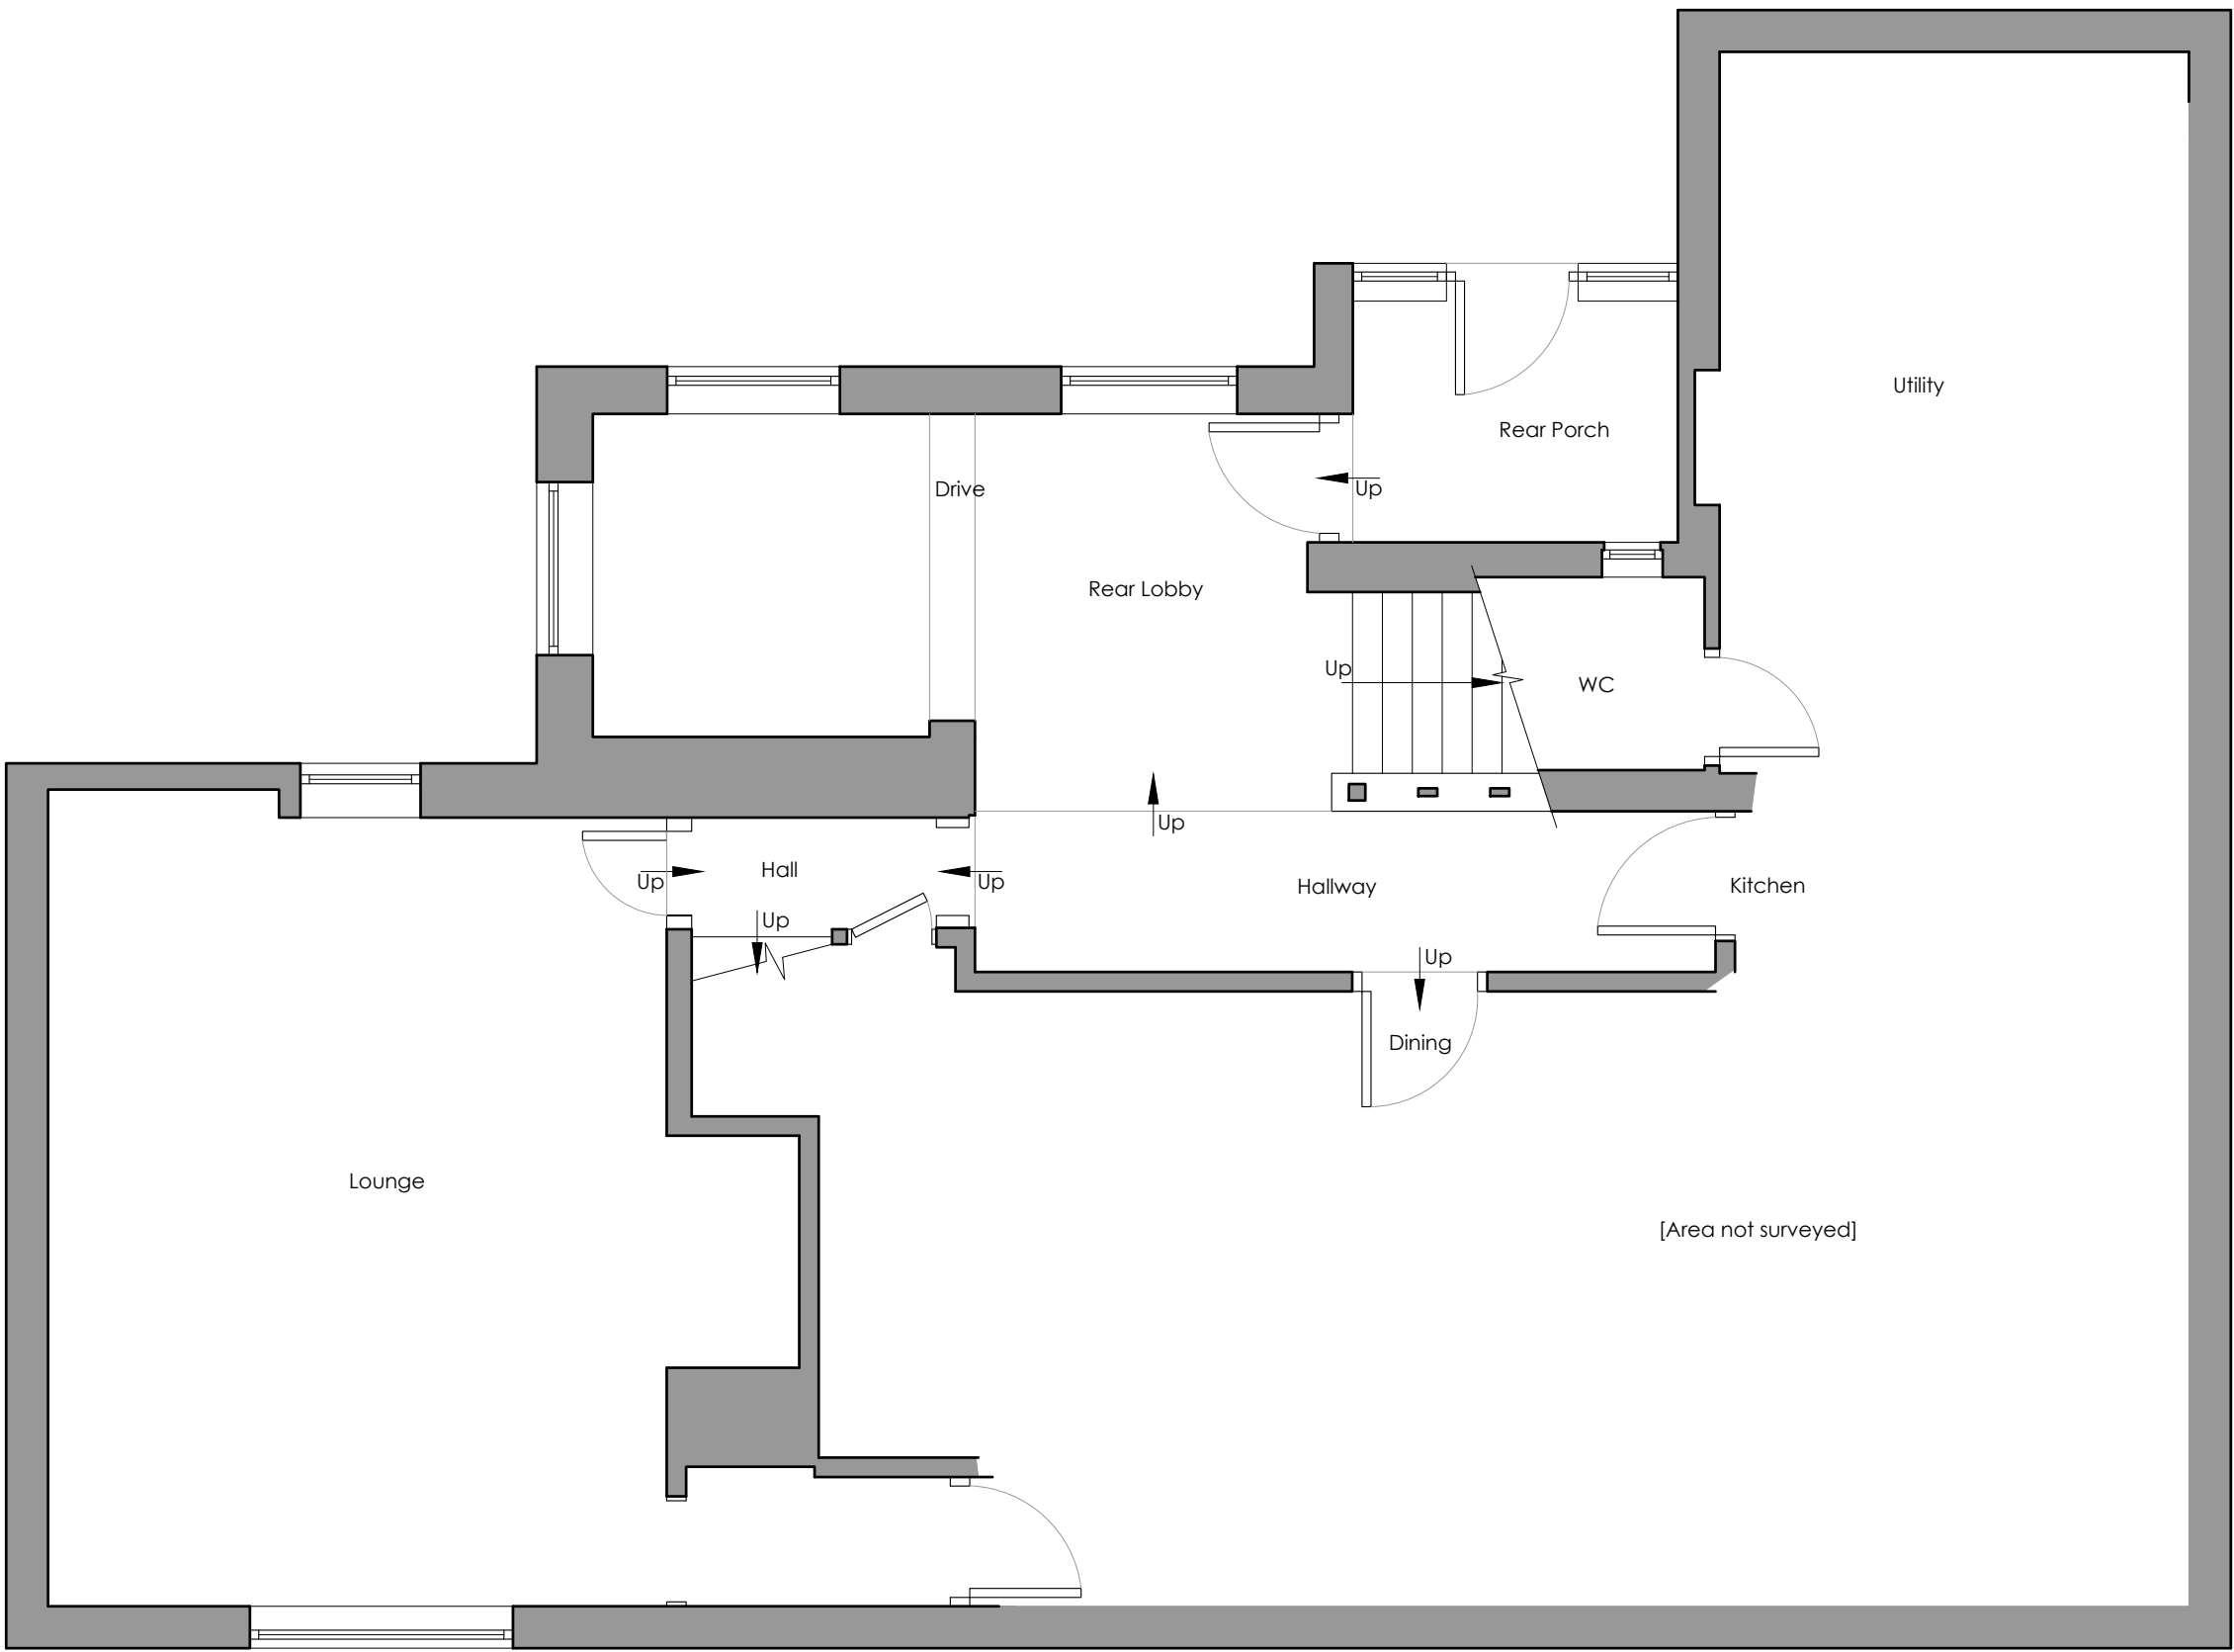 Utility
Rear Porch
Drive
Up
Rear Lobby
Up
WC
Up
Hall
Up
Up
Hallway
Kitchen
Up
Up
Dining
Lounge
[Area not surveyed]